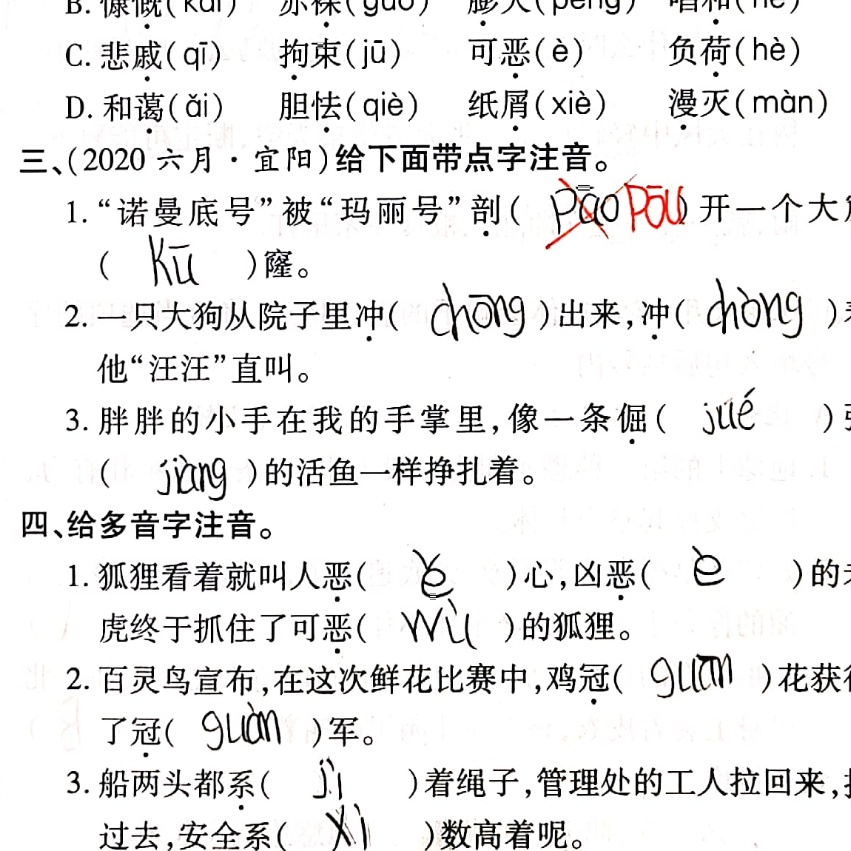 B. 慷慨(kǎi) 赤裸(guǒ) 膨大(péng) 唱和(hè)
C. 悲戚(qī) 拘束(jū) 可恶(è) 负荷(hè)
D. 和蔼(ǎi) 胆怯(qiè) 纸屑(xiè) 漫灭(màn)
三、(2020 六月·宜阳)给下面带点字注音。
1. “诺曼底号”被“玛丽号”剖( pāo pōu )开一个大
( kū )窿。
2. 一只大狗从院子里冲( chōng )出来,冲( chòng )
他“汪汪”直叫。
3. 胖胖的小手在我的手掌里,像一条倔( jué )
( jiàng )的活鱼一样挣扎着。
四、给多音字注音。
1. 狐狸看着就叫人恶( ě )心,凶恶( è )的
虎终于抓住了可恶( wù )的狐狸。
2. 百灵鸟宣布,在这次鲜花比赛中,鸡冠( guān )花获
了冠( guàn )军。
3. 船两头都系( jì )着绳子,管理处的工人拉回来,
过去,安全系( xì )数高着呢。